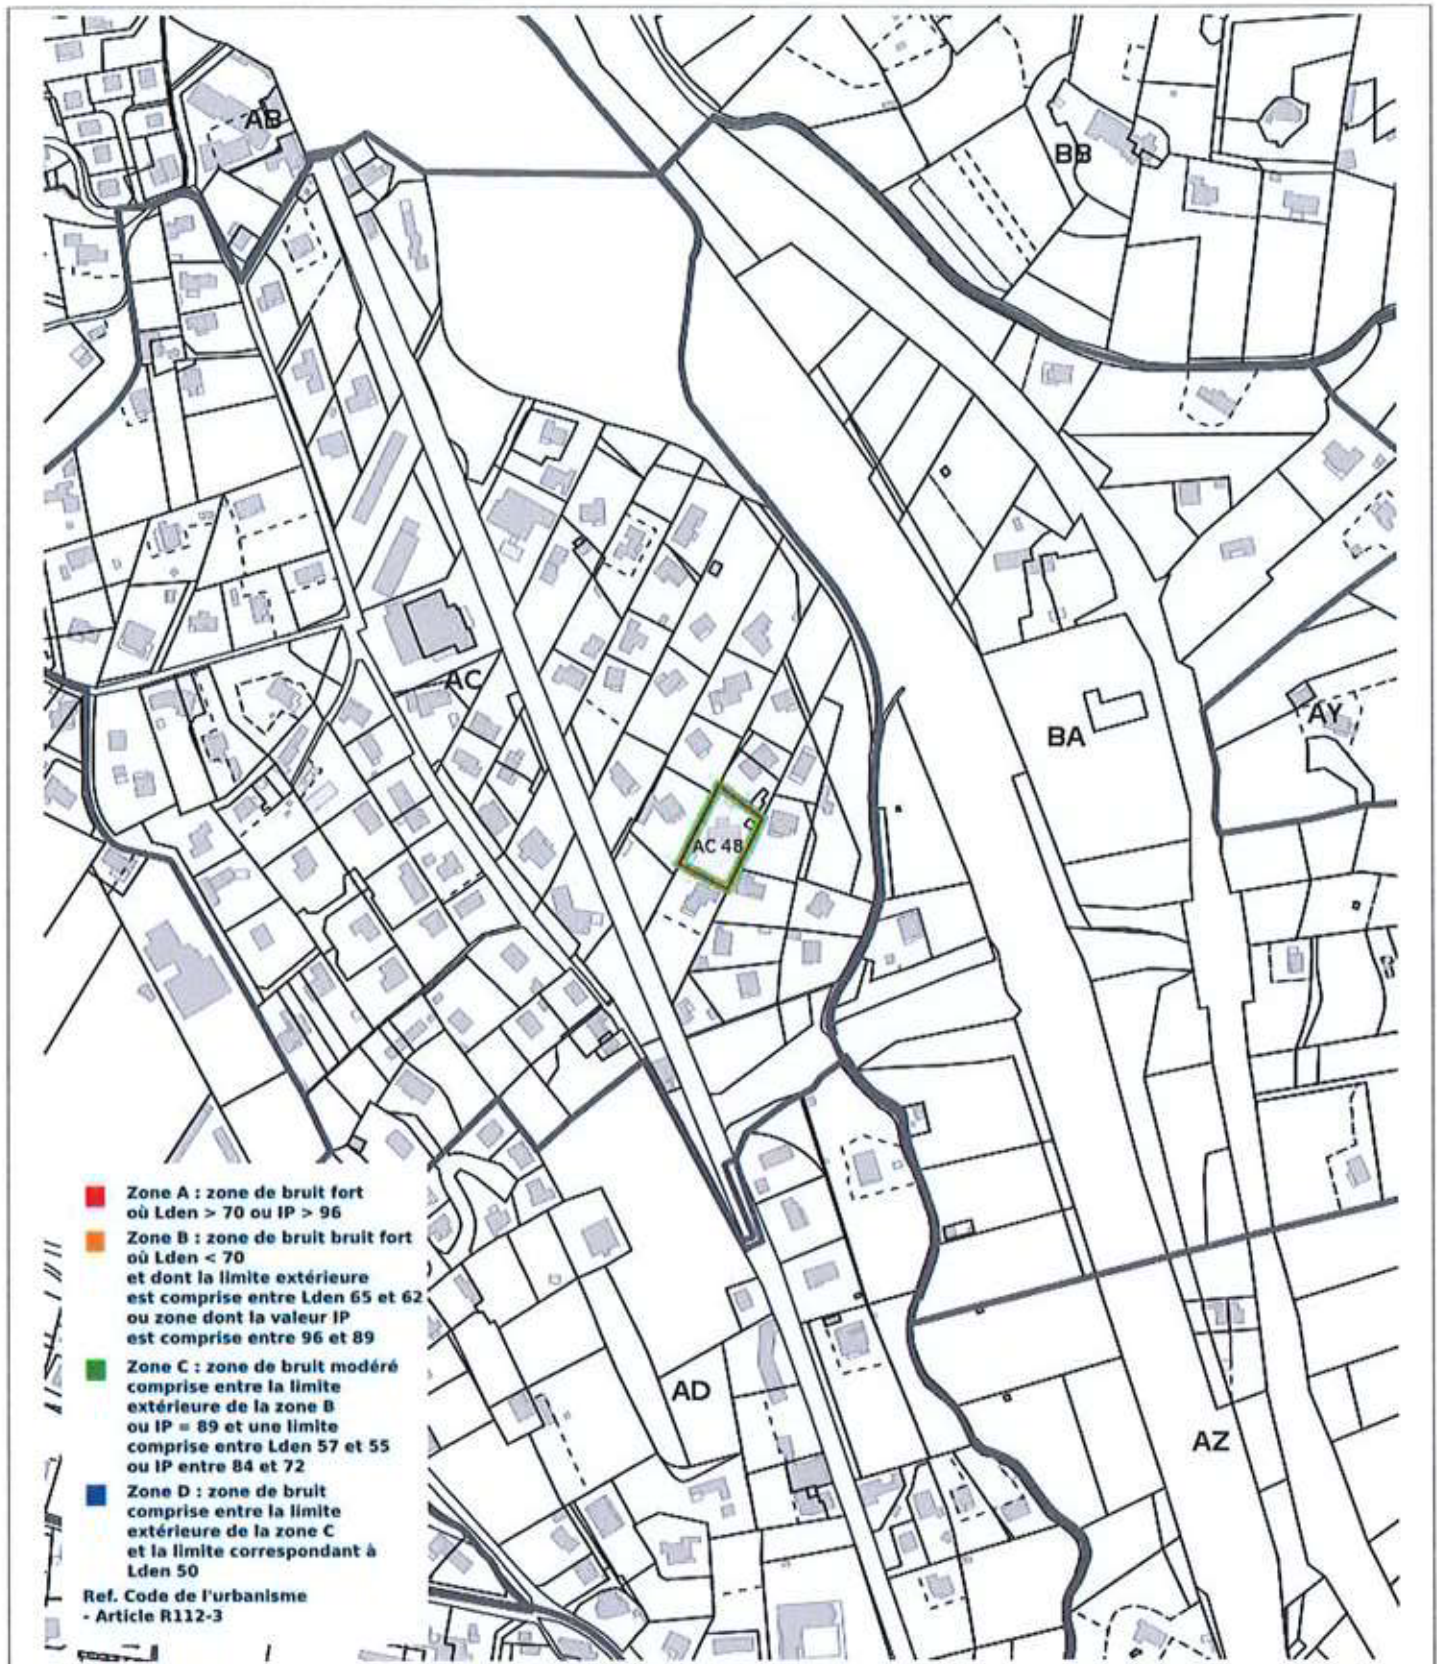 AB
BB
AC
BA
AY
AC 48
AD
AZ
Zone A : zone de bruit fort
où Lden > 70 ou IP > 96
Zone B : zone de bruit bruit fort
où Lden < 70
et dont la limite extérieure
est comprise entre Lden 65 et 62
ou zone dont la valeur IP
est comprise entre 96 et 89
Zone C : zone de bruit modéré
comprise entre la limite
extérieure de la zone B
ou IP = 89 et une limite
comprise entre Lden 57 et 55
ou IP entre 84 et 72
Zone D : zone de bruit
comprise entre la limite
extérieure de la zone C
et la limite correspondant à
Lden 50
Ref. Code de l'urbanisme
- Article R112-3